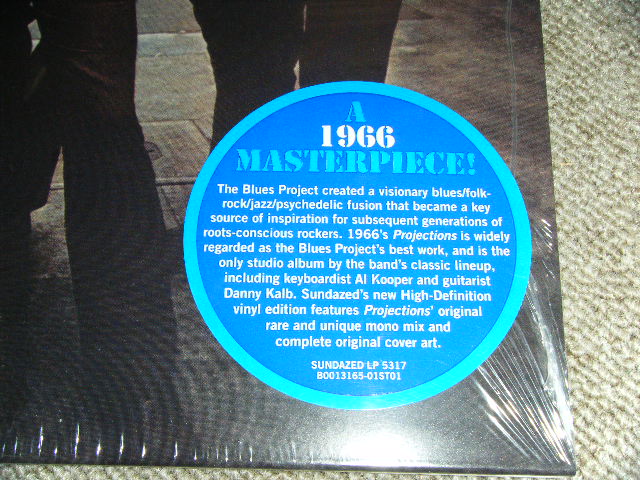 A
1966
MASTERPIECE!
The Blues Project created a visionary blues/folk-
rock/jazz/psychedelic fusion that became a key
source of inspiration for subsequent generations of
roots-conscious rockers. 1966's Projections is widely
regarded as the Blues Project's best work, and is the
only studio album by the band's classic lineup,
including keyboardist Al Kooper and guitarist
Danny Kalb. Sundazed's new High-Definition
vinyl edition features Projections' original
rare and unique mono mix and
complete original cover art.
SUNDAZED LP 5317
B0013165-01ST01